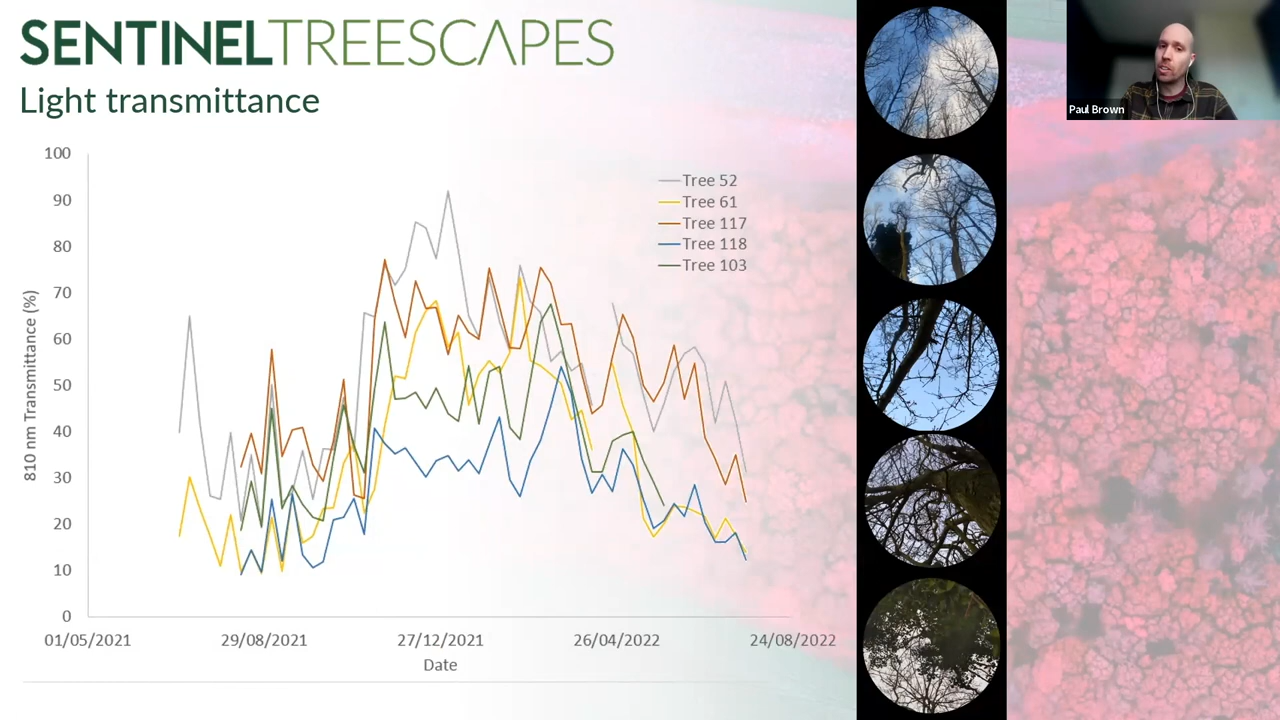 SENTINELTREESCAPES
Light transmittance
Paul Brown
100
90
80
70
60
50
40
30
20
10
0
810 nm Transmittance (%)
Tree 52
Tree 61
Tree 117
Tree 118
Tree 103
01/05/2021
29/08/2021
27/12/2021
26/04/2022
24/08/2022
Date